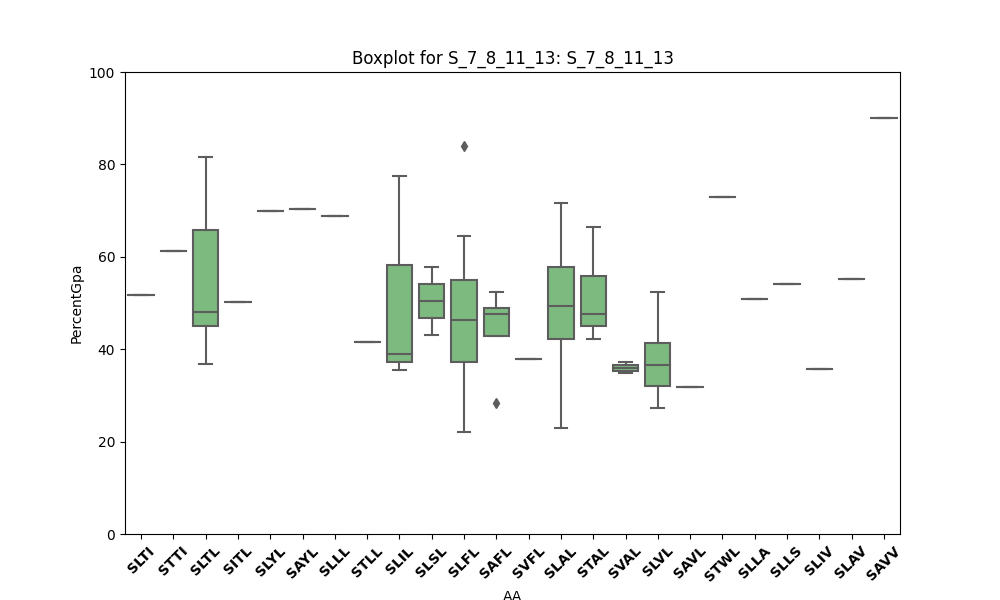 Boxplot for S_7_8_11_13: S_7_8_11_13
100
80
60
40
20
0
PercentGpa
SLTI
STTI
SLTL
SITL
SLYL
SAYL
SLLL
STLL
SLIL
SLSL
SLFL
SAFL
SVFL
SLAL
STAL
SVAL
SLVL
SAVL
STWL
SLLA
SLLS
SLIV
SLAV
SAVV
AA